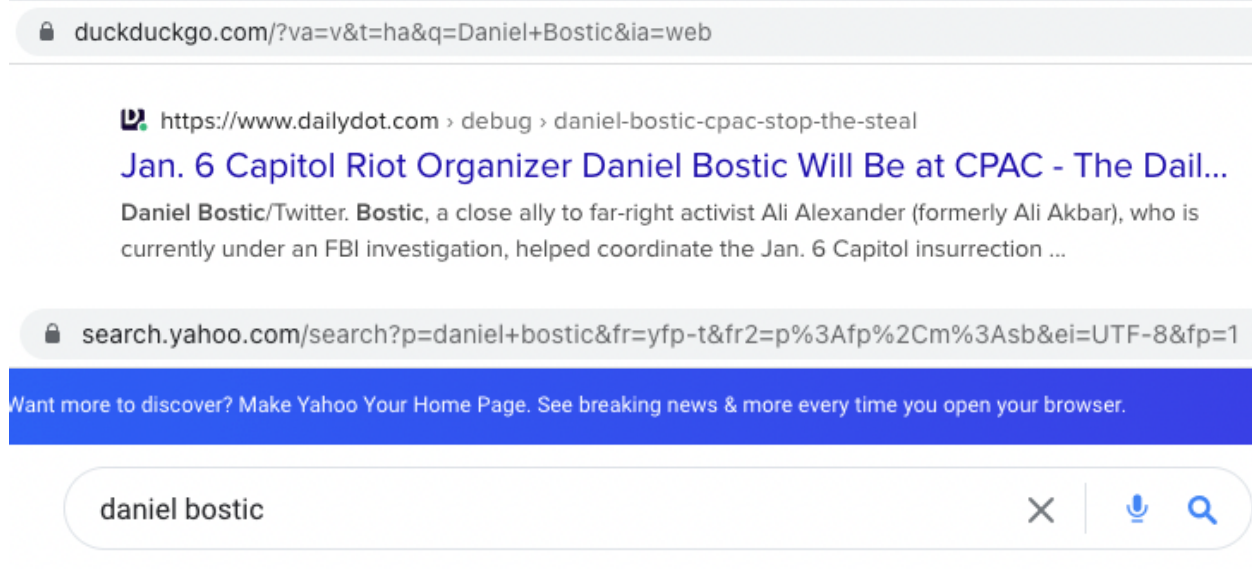 duckduckgo.com/?va=v&t=ha&q=Daniel+Bostic&ia=web
https://www.dailydot.com › debug › daniel-bostic-cpac-stop-the-steal
Jan. 6 Capitol Riot Organizer Daniel Bostic Will Be at CPAC - The Dail...
Daniel Bostic/Twitter. Bostic, a close ally to far-right activist Ali Alexander (formerly Ali Akbar), who is
currently under an FBI investigation, helped coordinate the Jan. 6 Capitol insurrection ...
search.yahoo.com/search?p=daniel+bostic&fr=yfp-t&fr2=p%3Afp%2Cm%3Asb&ei=UTF-8&fp=1
Want more to discover? Make Yahoo Your Home Page. See breaking news & more every time you open your browser.
daniel bostic